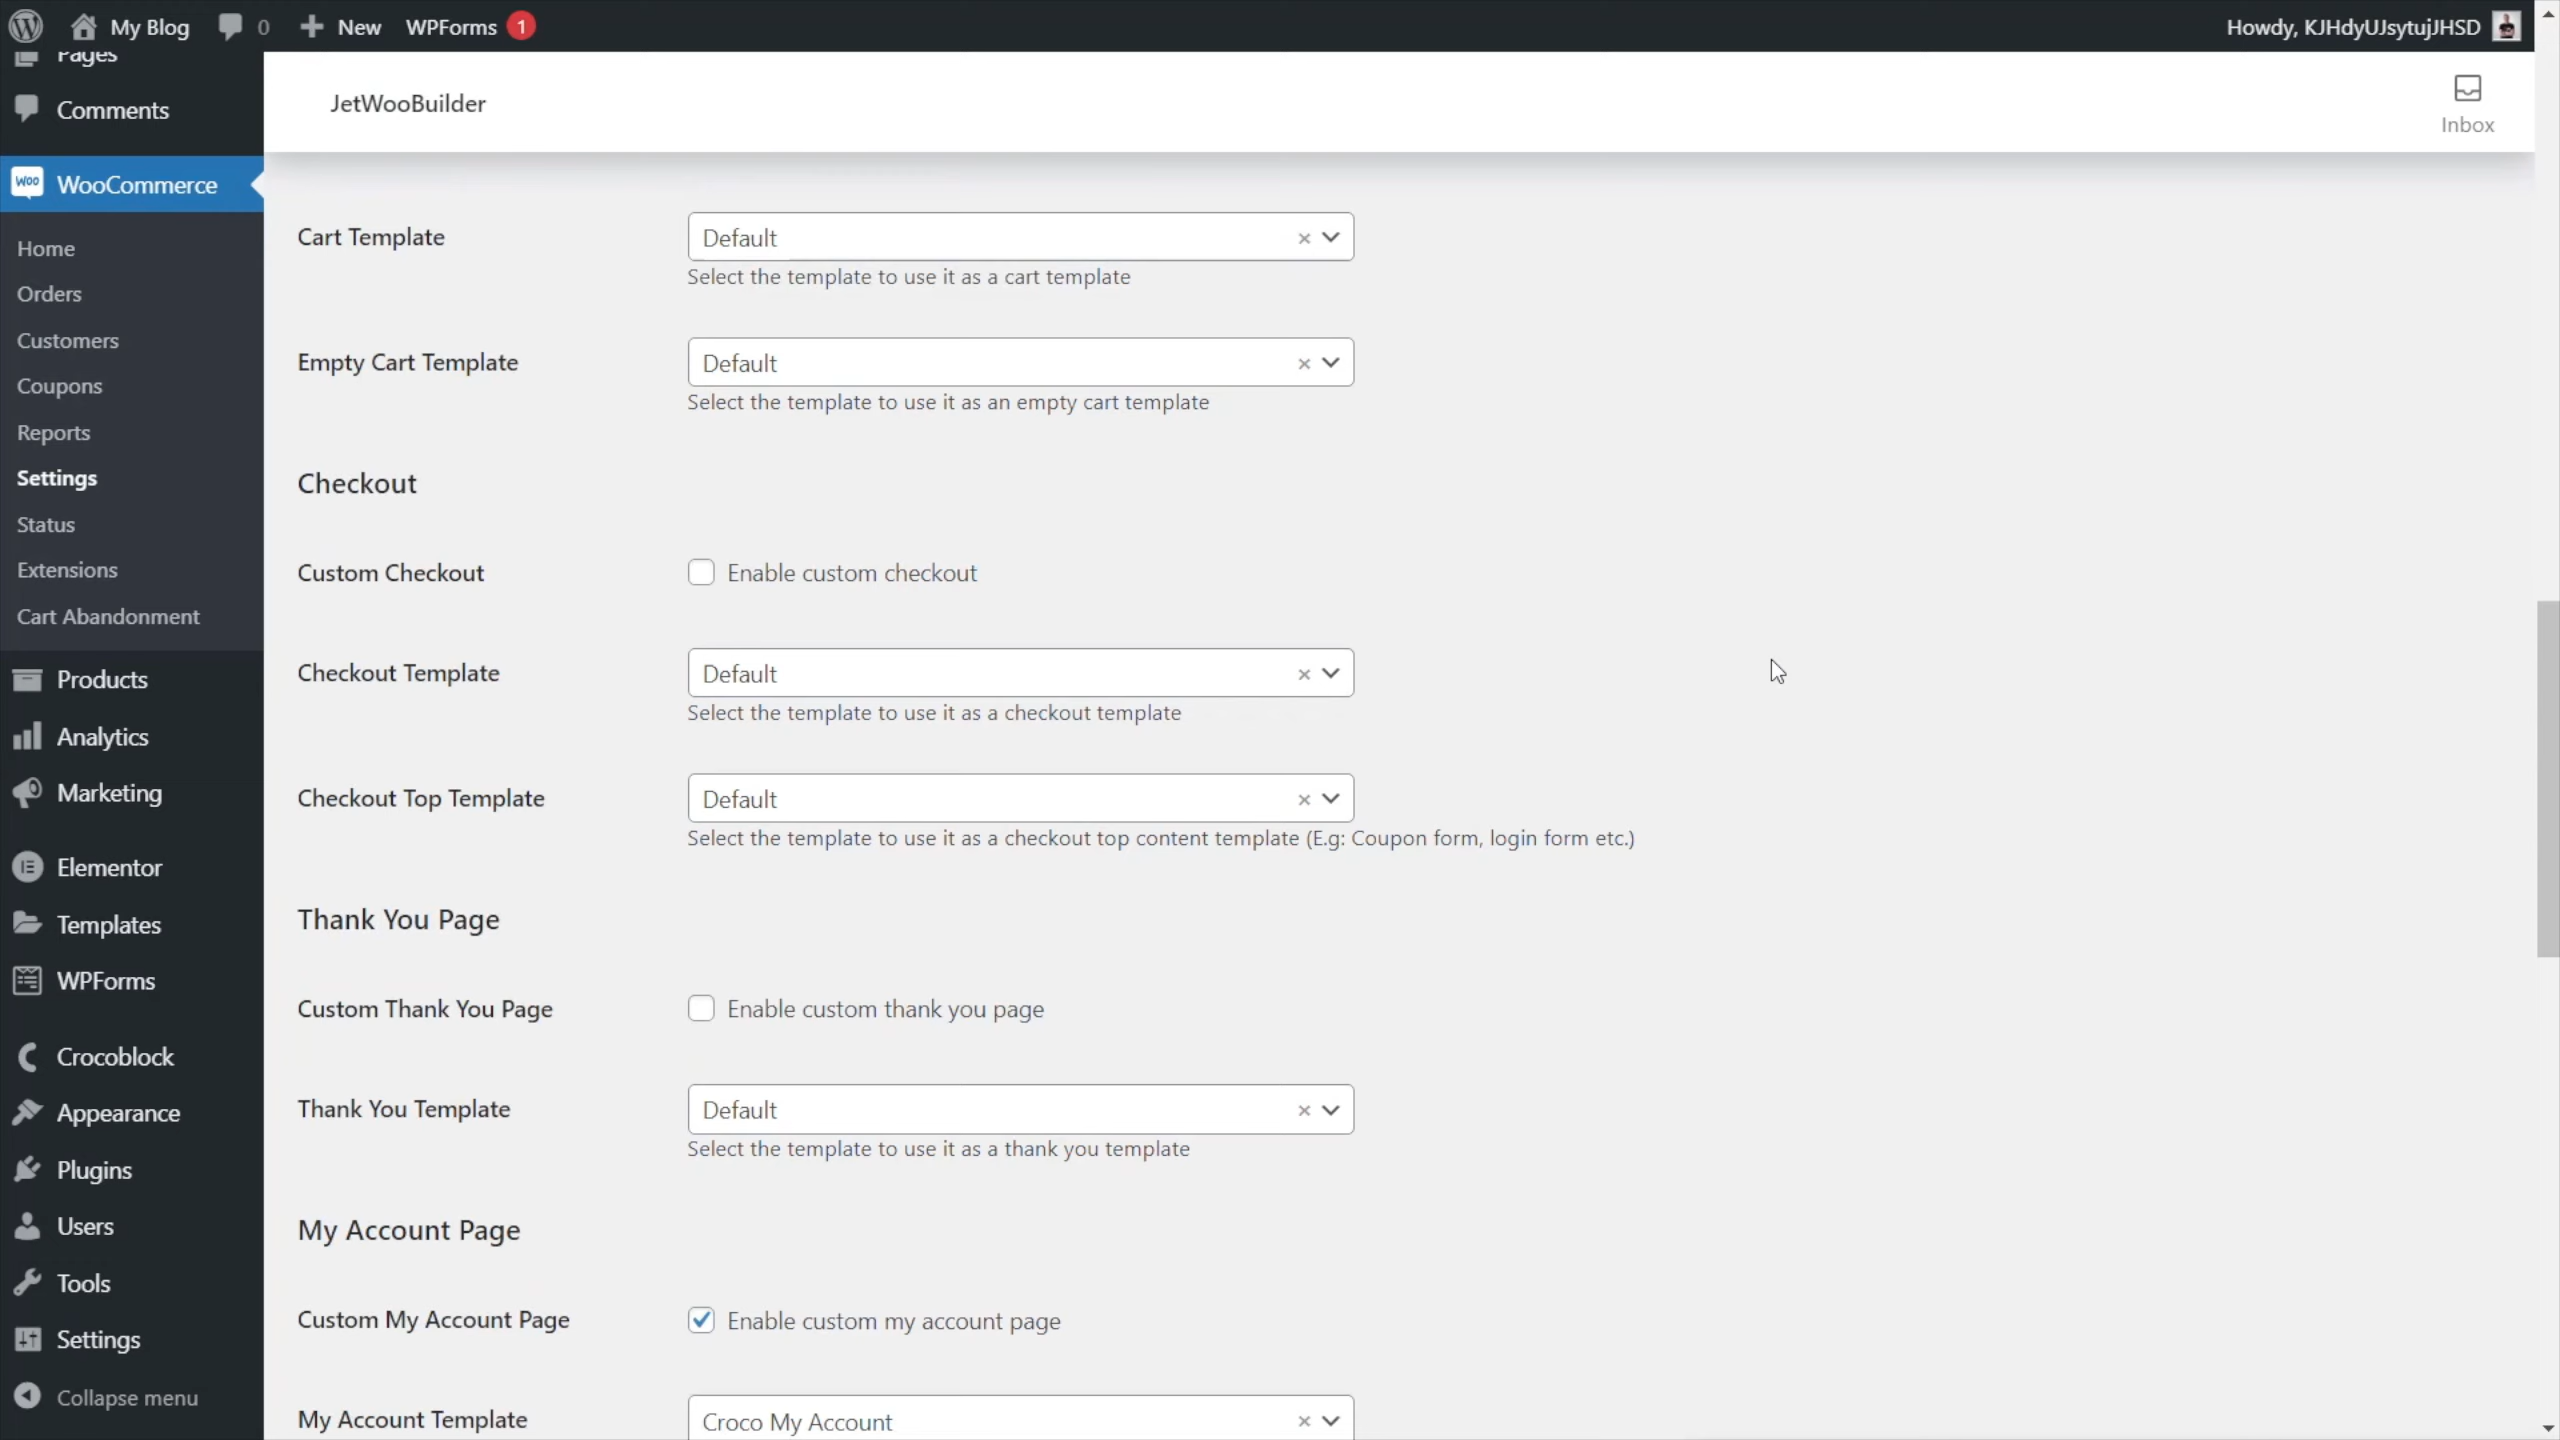 My Blog 0 New WPForms 1 Howdy, KJHdyUJsytujJHSD
Pages
Comments
WooCommerce
Home
Orders
Customers
Coupons
Reports
Settings
Status
Extensions
Cart Abandonment
Products
Analytics
Marketing
Elementor
Templates
WPForms
Crocoblock
Appearance
Plugins
Users
Tools
Settings
Collapse menu
JetWooBuilder
Inbox
Cart Template Default
Select the template to use it as a cart template
Empty Cart Template Default
Select the template to use it as an empty cart template
Checkout
Custom Checkout Enable custom checkout
Checkout Template Default
Select the template to use it as a checkout template
Checkout Top Template Default
Select the template to use it as a checkout top content template (E.g: Coupon form, login form etc.)
Thank You Page
Custom Thank You Page Enable custom thank you page
Thank You Template Default
Select the template to use it as a thank you template
My Account Page
Custom My Account Page Enable custom my account page
My Account Template Croco My Account